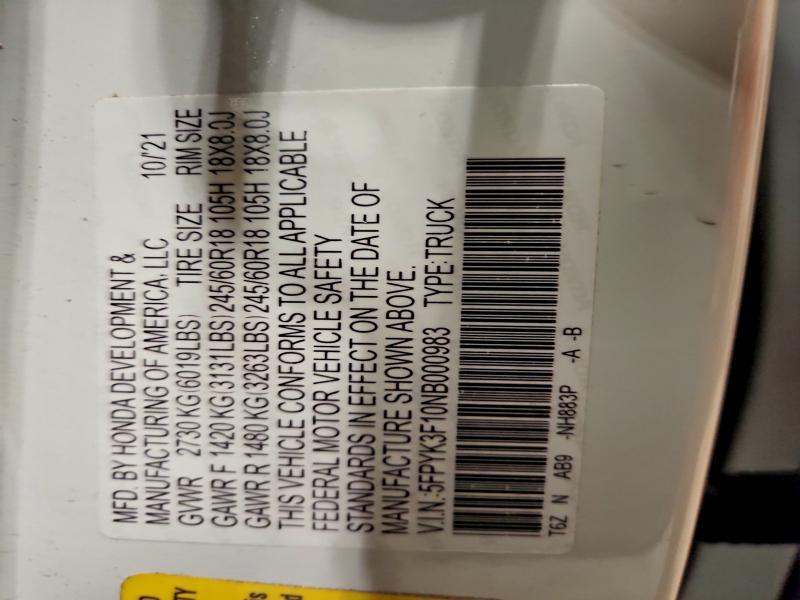 MFD. BY HONDA DEVELOPMENT &
MANUFACTURING OF AMERICA, LLC 10/'21
GVWR 2730 KG(6019LBS) TIRE SIZE RIM SIZE
GAWR F 1420 KG(3131LBS)245/60R18 105H 18X8.0J
GAWR R 1480 KG(3263LBS)245/60R18 105H 18X8.0J
THIS VEHICLE CONFORMS TO ALL APPLICABLE
FEDERAL MOTOR VEHICLE SAFETY
STANDARDS IN EFFECT ON THE DATE OF
MANUFACTURE SHOWN ABOVE.
V.I.N.:5FPYK3F10NB000983 TYPE:TRUCK
T6Z N AB9 -NH883P -A -B